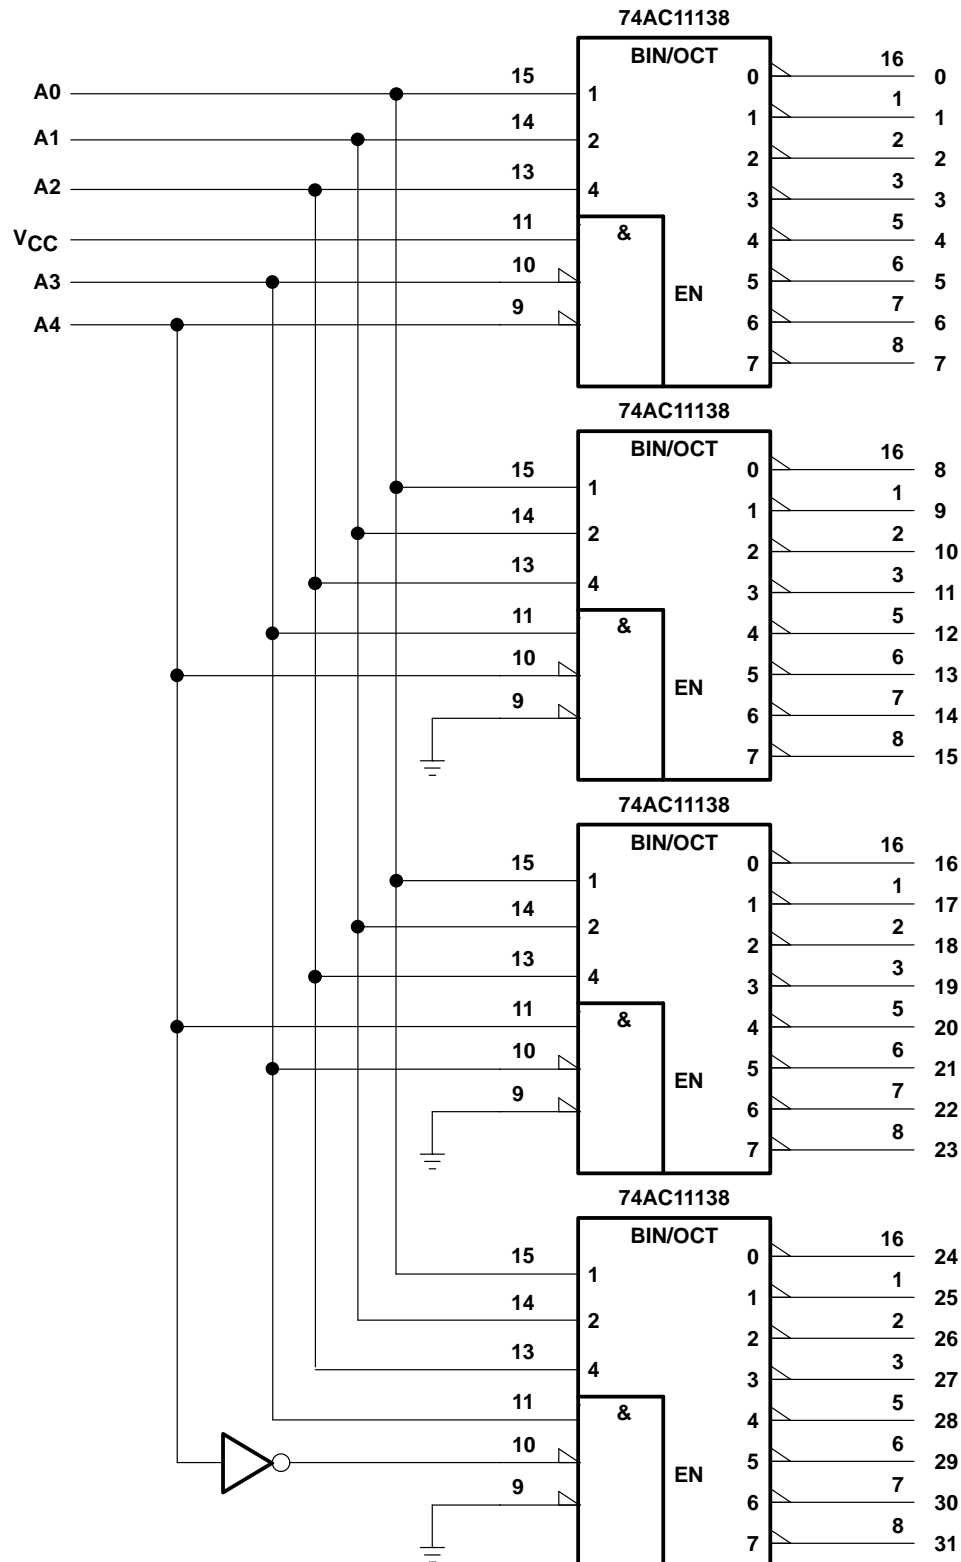 74AC11138
BIN/OCT
A0 15 1 0 16 0
A1 14 2 1 1 1
A2 13 4 2 2 2
3 3 3
VCC 11 & 4 5 4
A3 10 5 6 5
EN
A4 9 6 7 6
7 8 7
74AC11138
BIN/OCT
15 1 0 16 8
14 2 1 1 9
13 4 2 2 10
3 3 11
11 & 4 5 12
10 5 6 13
EN
9 6 7 14
7 8 15
74AC11138
BIN/OCT
15 1 0 16 16
14 2 1 1 17
13 4 2 2 18
3 3 19
11 & 4 5 20
10 5 6 21
EN
9 6 7 22
7 8 23
74AC11138
BIN/OCT
15 1 0 16 24
14 2 1 1 25
13 4 2 2 26
3 3 27
11 & 4 5 28
10 5 6 29
EN
9 6 7 30
7 8 31